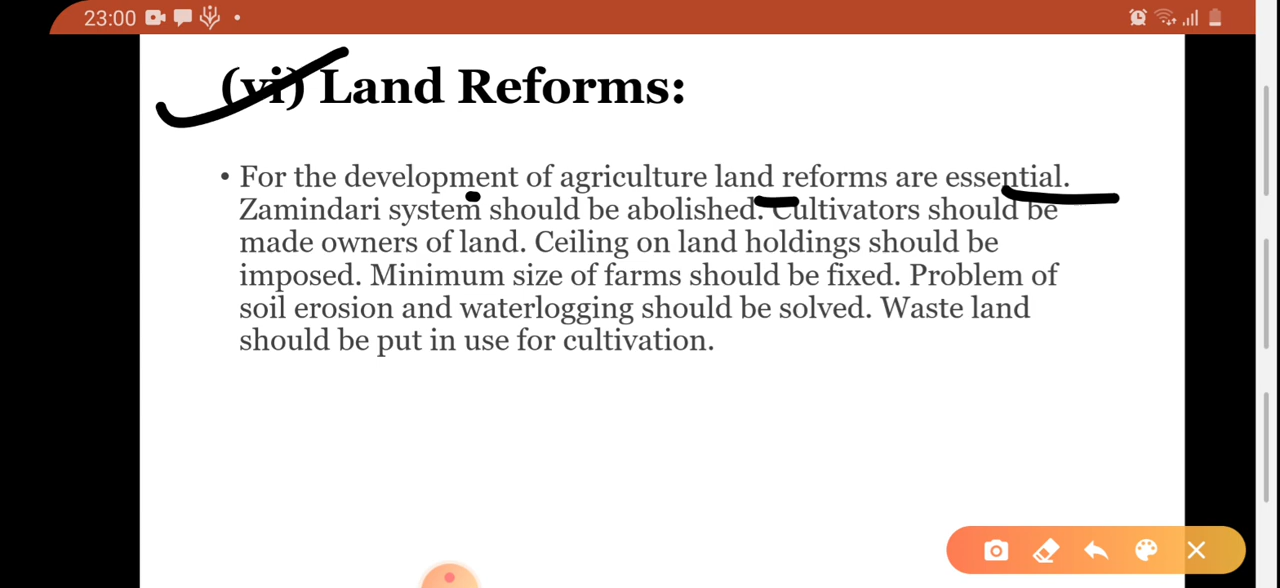 23:00
(vi) Land Reforms:
• For the development of agriculture land reforms are essential.
Zamindari system should be abolished. Cultivators should be
made owners of land. Ceiling on land holdings should be
imposed. Minimum size of farms should be fixed. Problem of
soil erosion and waterlogging should be solved. Waste land
should be put in use for cultivation.